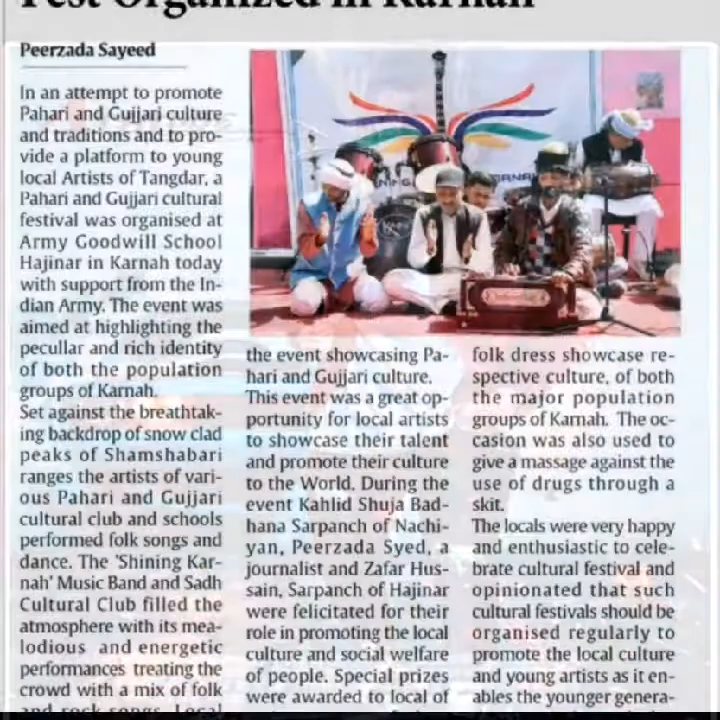 Fest Organized in Karnah
Peerzada Sayeed
In an attempt to promote
Pahari and Gujjari culture
and traditions and to pro-
vide a platform to young
local Artists of Tangdar, a
Pahari and Gujjari cultural
festival was organised at
Army Goodwill School
Hajinar in Karnah today
with support from the In-
dian Army. The event was
aimed at highlighting the
pecullar and rich identity
of both the population
groups of Karnah.
Set against the breathtak-
ing backdrop of snow clad
peaks of Shamshabari
ranges the artists of vari-
ous Pahari and Gujjari
cultural club and schools
performed folk songs and
dance. The 'Shining Kar-
nah' Music Band and Sadh
Cultural Club filled the
atmosphere with its mea-
lodious and energetic
performances treating the
crowd with a mix of folk
and rock songs. Local
the event showcasing Pa-
hari and Gujjari culture.
This event was a great op-
portunity for local artists
to showcase their talent
and promote their culture
to the World. During the
event Kahlid Shuja Bad-
hana Sarpanch of Nachi-
yan, Peerzada Syed, a
journalist and Zafar Hus-
sain, Sarpanch of Hajinar
were felicitated for their
role in promoting the local
culture and social welfare
of people. Special prizes
were awarded to local of
folk dress showcase re-
spective culture, of both
the major population
groups of Karnah. The oc-
casion was also used to
give a massage against the
use of drugs through a
skit.
The locals were very happy
and enthusiastic to cele-
brate cultural festival and
opinionated that such
cultural festivals should be
organised regularly to
promote the local culture
and young artists as it en-
ables the younger genera-